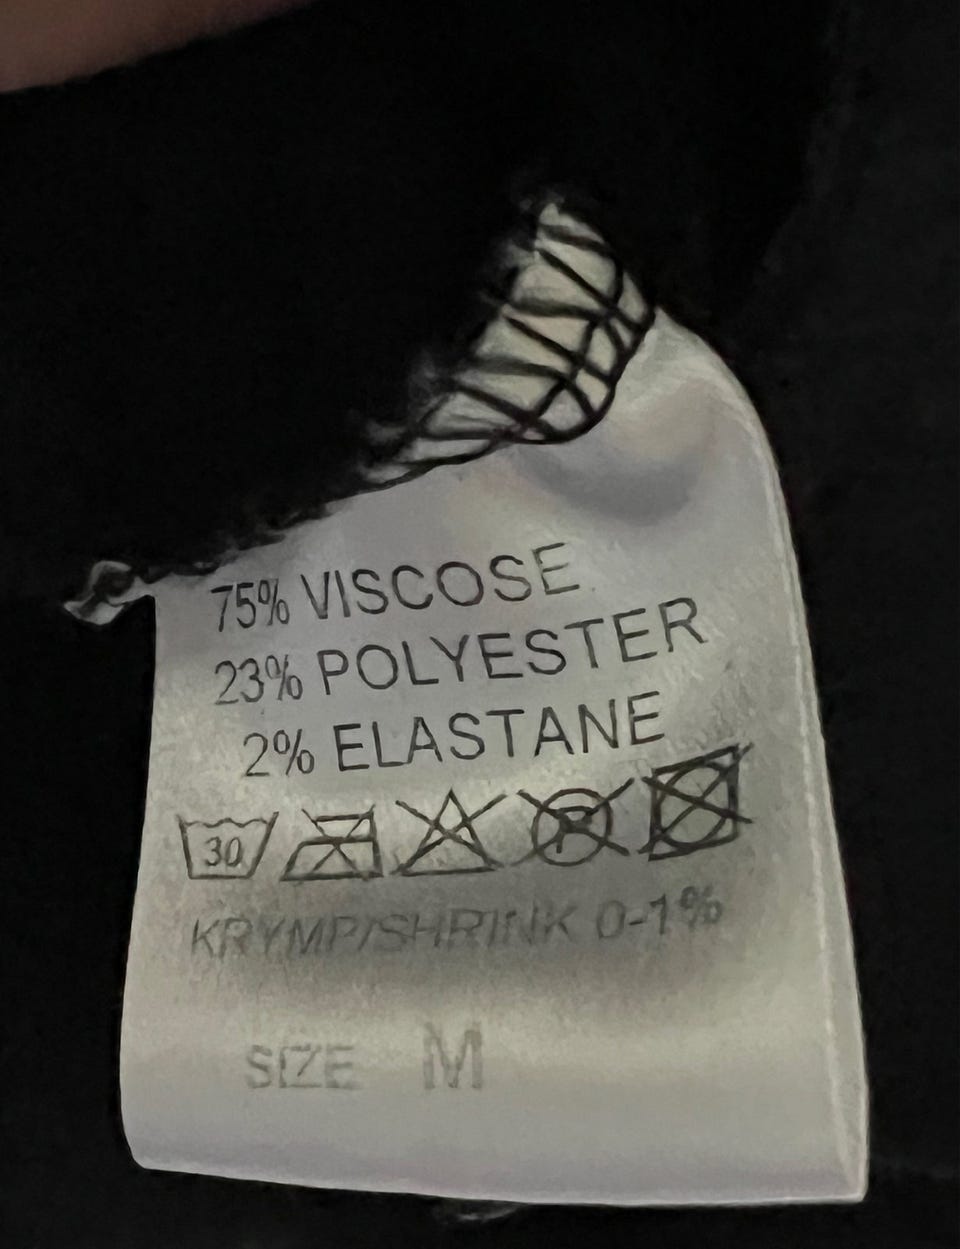 75% VISCOSE
23% POLYESTER
2% ELASTANE
30 P
KRYMP/SHRINK 0-1%
SIZE M